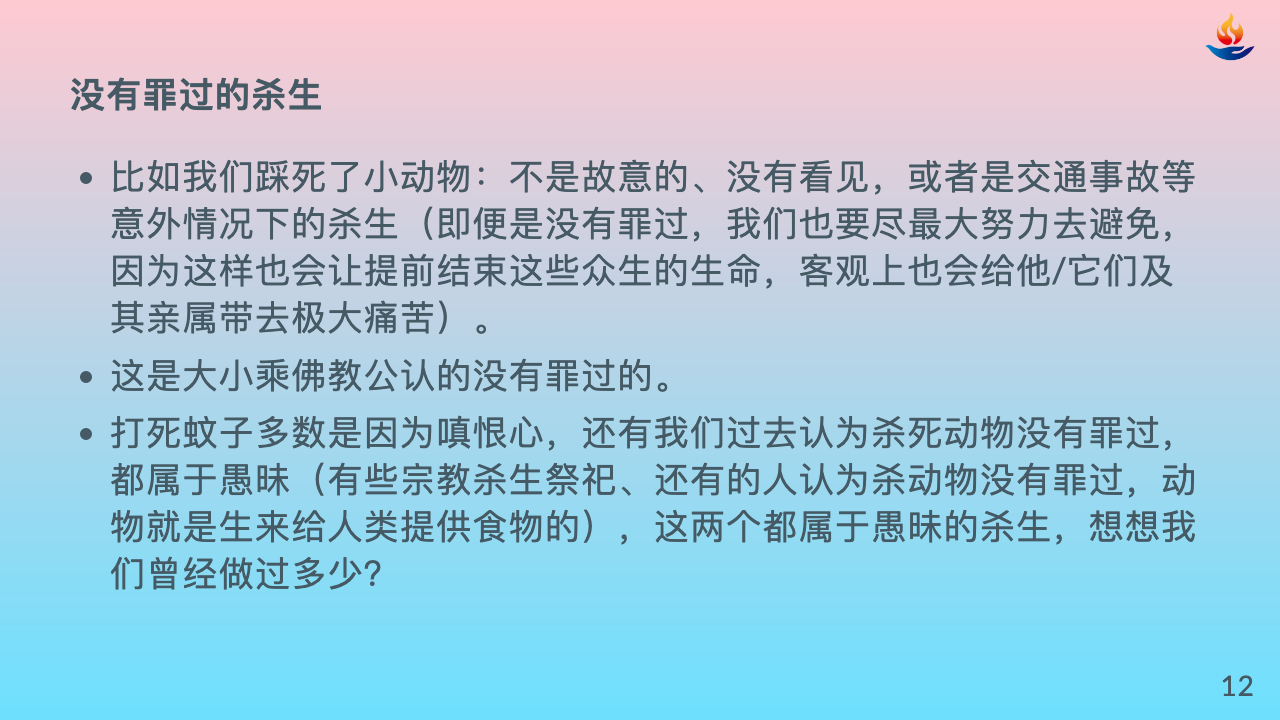 没有罪过的杀生
• 比如我们踩死了小动物：不是故意的、没有看见，或者是交通事故等
意外情况下的杀生（即便是没有罪过，我们也要尽最大努力去避免，
因为这样也会让提前结束这些众生的生命，客观上也会给他/它们及
其亲属带去极大痛苦）。
• 这是大小乘佛教公认的没有罪过的。
• 打死蚊子多数是因为嗔恨心，还有我们过去认为杀死动物没有罪过，
都属于愚昧（有些宗教杀生祭祀、还有的人认为杀动物没有罪过，动
物就是生来给人类提供食物的），这两个都属于愚昧的杀生，想想我
们曾经做过多少？
12